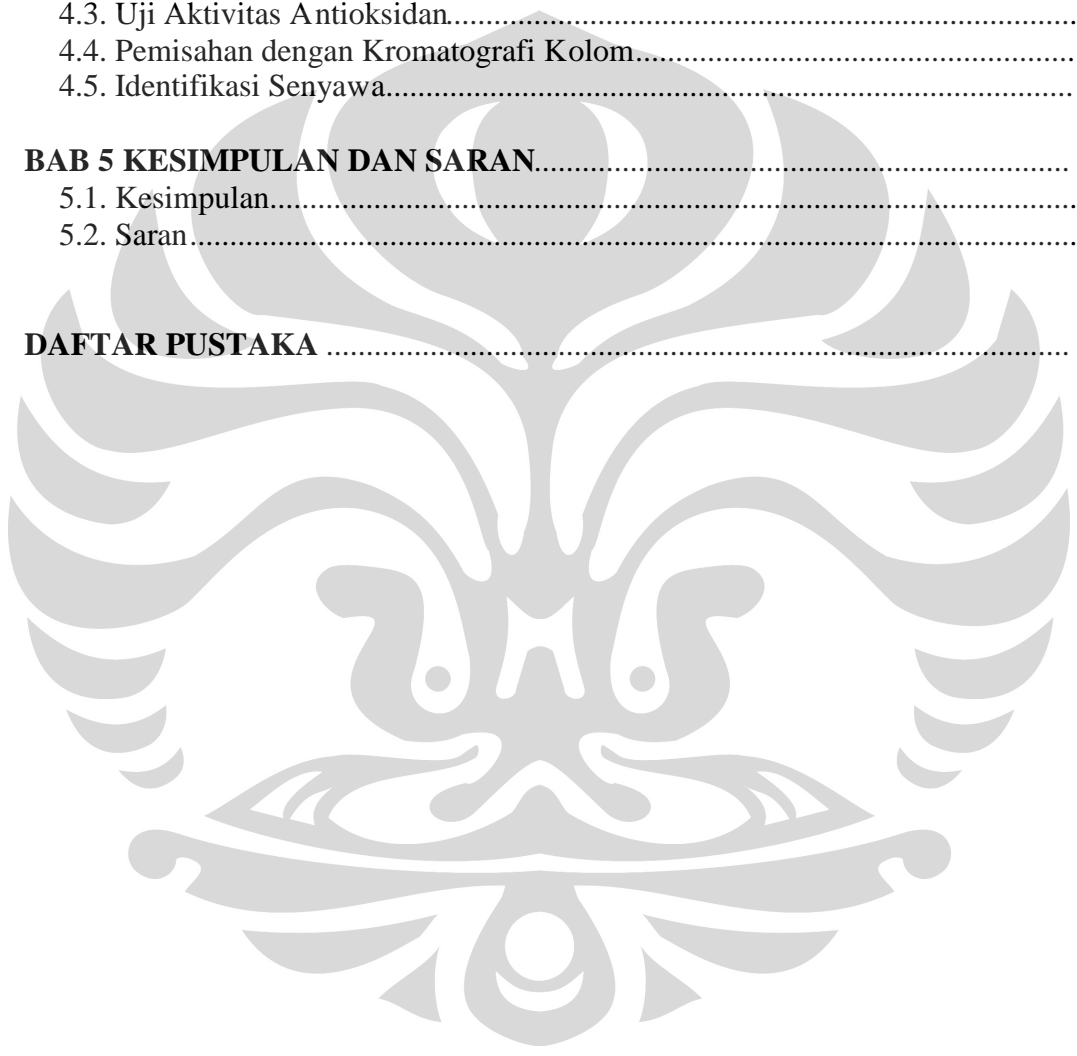 4.3. Uji Aktivitas Antioksidan................................................................................
4.4. Pemisahan dengan Kromatografi Kolom........................................................
4.5. Identifikasi Senyawa.......................................................................................
BAB 5 KESIMPULAN DAN SARAN....................................................................
5.1. Kesimpulan......................................................................................................
5.2. Saran................................................................................................................
DAFTAR PUSTAKA ...............................................................................................